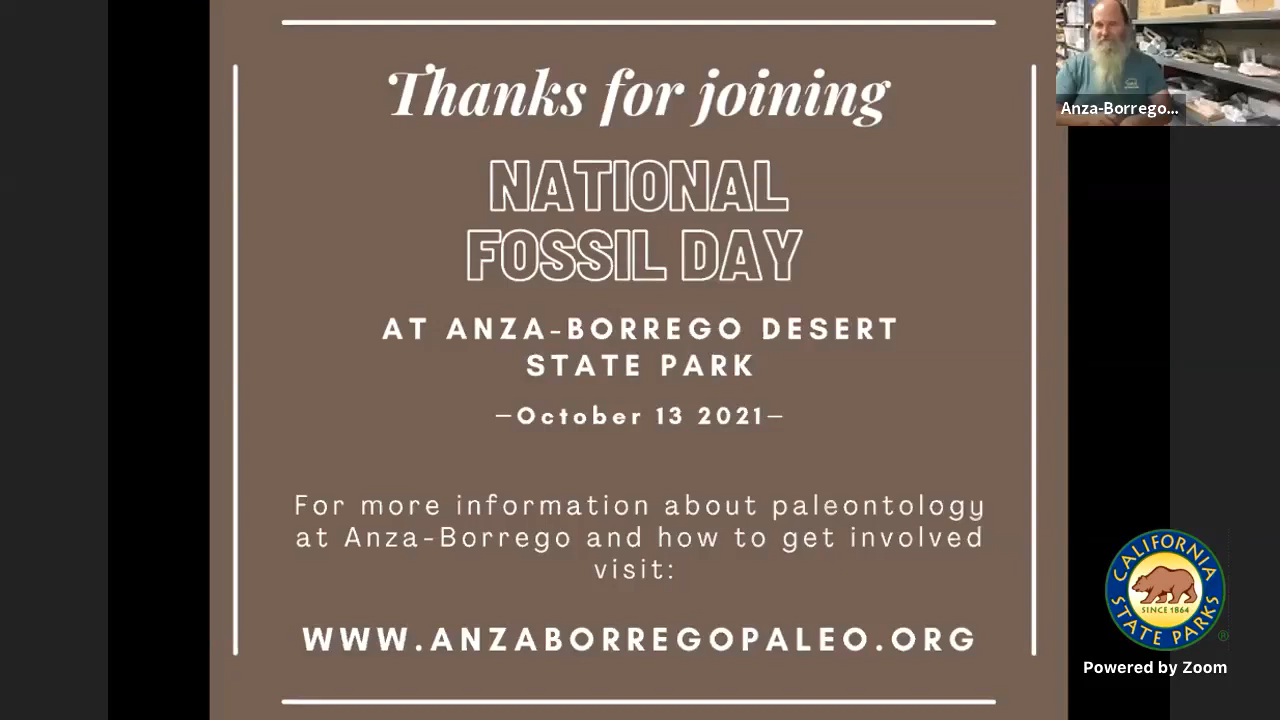 Thanks for joining
NATIONAL
FOSSIL DAY
AT ANZA-BORREGO DESERT
STATE PARK
—October 13 2021—
For more information about paleontology
at Anza-Borrego and how to get involved
visit:
WWW.ANZABORREGOPALEO.ORG
Anza-Borrego...
CALIFORNIA
SINCE 1864
STATE PARKS
®
Powered by Zoom